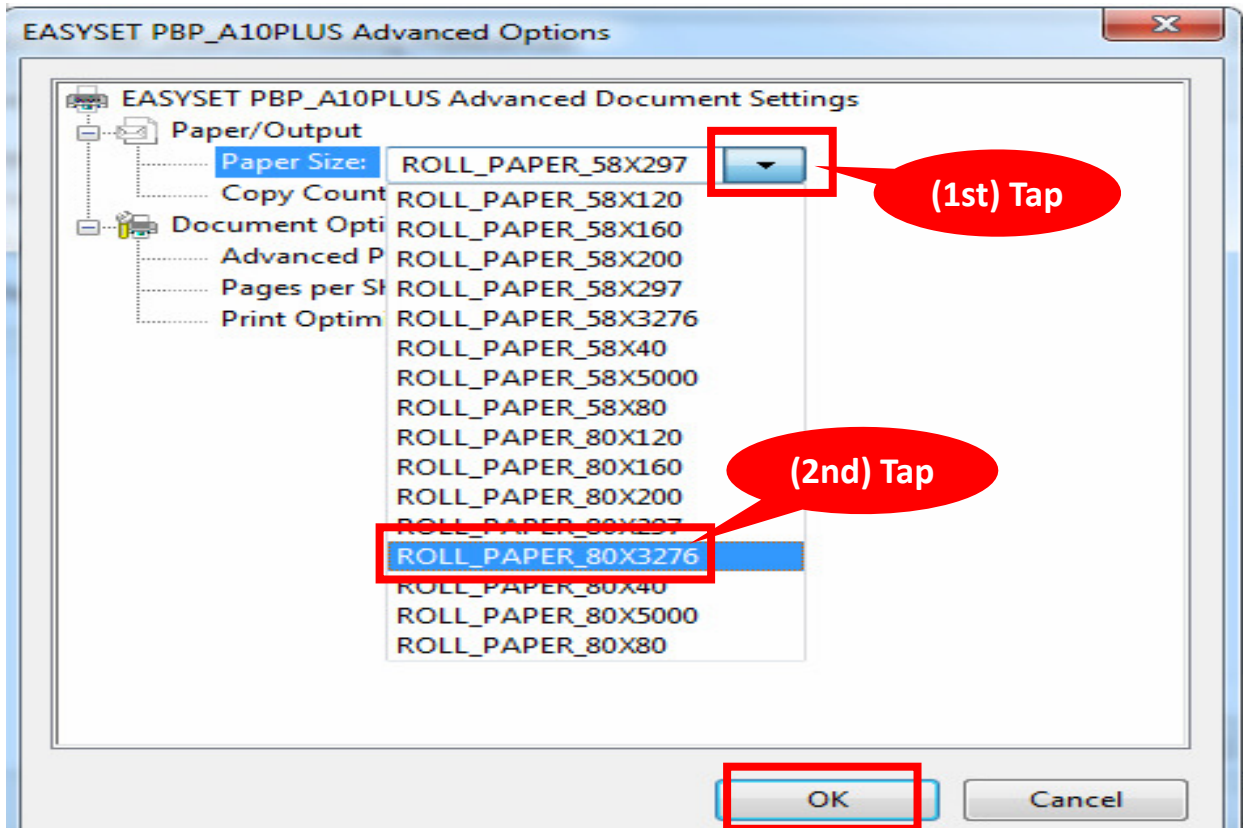 EASYSET PBP_A10PLUS Advanced Options
EASYSET PBP_A10PLUS Advanced Document Settings
Paper/Output
Paper Size: ROLL_PAPER_58X297
(1st) Tap
Copy Count
ROLL_PAPER_58X120
Document Opti
ROLL_PAPER_58X160
Advanced P
ROLL_PAPER_58X200
Pages per Sh
ROLL_PAPER_58X297
Print Optim
ROLL_PAPER_58X3276
ROLL_PAPER_58X40
ROLL_PAPER_58X5000
ROLL_PAPER_58X80
ROLL_PAPER_80X120
ROLL_PAPER_80X160
(2nd) Tap
ROLL_PAPER_80X200
ROLL_PAPER_80X297
ROLL_PAPER_80X3276
ROLL_PAPER_80X40
ROLL_PAPER_80X5000
ROLL_PAPER_80X80
OK
Cancel